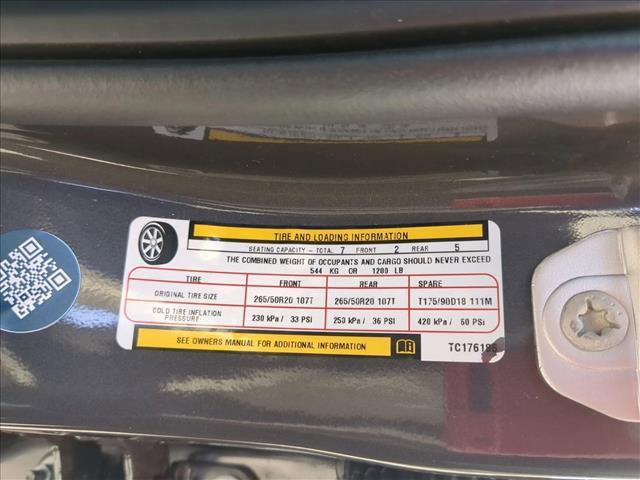 TIRE AND LOADING INFORMATION
SEATING CAPACITY - TOTAL 7 FRONT 2 REAR 5
THE COMBINED WEIGHT OF OCCUPANTS AND CARGO SHOULD NEVER EXCEED
544 KG OR 1200 LB
TIRE FRONT REAR SPARE
ORIGINAL TIRE SIZE 265/50R20 107T 265/50R20 107T T175/90D18 111M
COLD TIRE INFLATION PRESSURE: 230 kPa / 33 PSi 250 kPa / 36 PSi 420 kPa / 60 PSi
SEE OWNERS MANUAL FOR ADDITIONAL INFORMATION